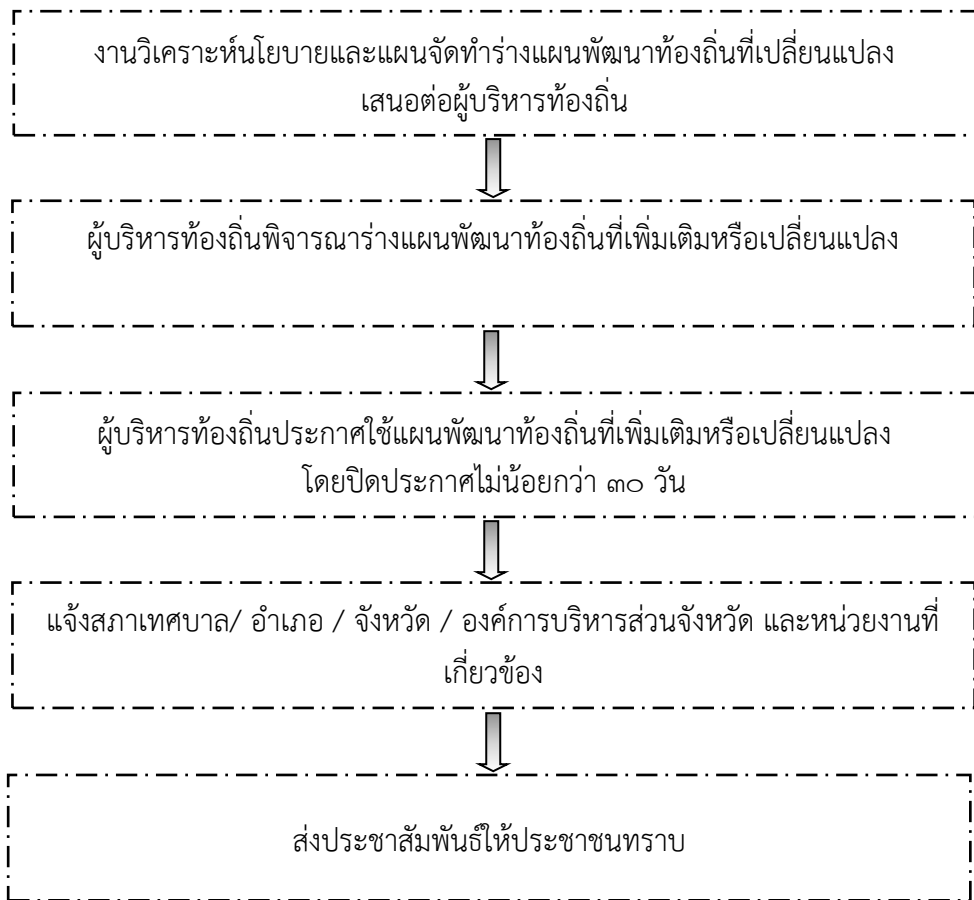 งานวิเคราะห์นโยบายและแผนจัดทำร่างแผนพัฒนาท้องถิ่นที่เปลี่ยนแปลง
เสนอต่อผู้บริหารท้องถิ่น
ผู้บริหารท้องถิ่นพิจารณาร่างแผนพัฒนาท้องถิ่นที่เพิ่มเติมหรือเปลี่ยนแปลง
ผู้บริหารท้องถิ่นประกาศใช้แผนพัฒนาท้องถิ่นที่เพิ่มเติมหรือเปลี่ยนแปลง
โดยปิดประกาศไม่น้อยกว่า ๓๐ วัน
แจ้งสภาเทศบาล/ อำเภอ / จังหวัด / องค์การบริหารส่วนจังหวัด และหน่วยงานที่
เกี่ยวข้อง
ส่งประชาสัมพันธ์ให้ประชาชนทราบ